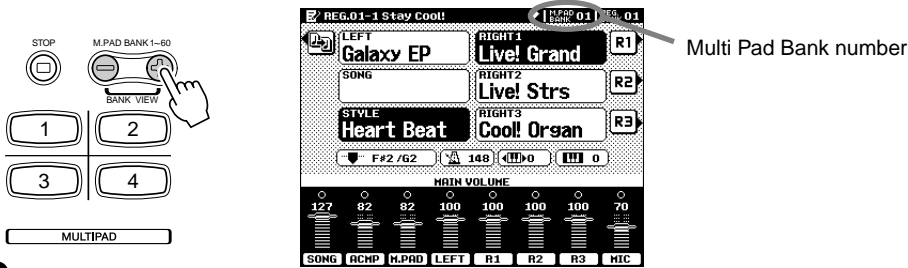 STOP
M.PAD BANK 1~60
BANK VIEW
1
2
3
4
MULTIPAD
REG.01-1 Stay Cool!
M.PAD BANK 01
REG. 01
LEFT
Galaxy EP
RIGHT1
Live! Grand
R1
SONG
RIGHT2
Live! Strs
R2
STYLE
Heart Beat
RIGHT3
Cool! Organ
R3
F#2 /G2
148
0
0
MAIN VOLUME
127 82 82 100 100 100 100 70
SONG ACMP M.PAD LEFT R1 R2 R3 MIC
Multi Pad Bank number